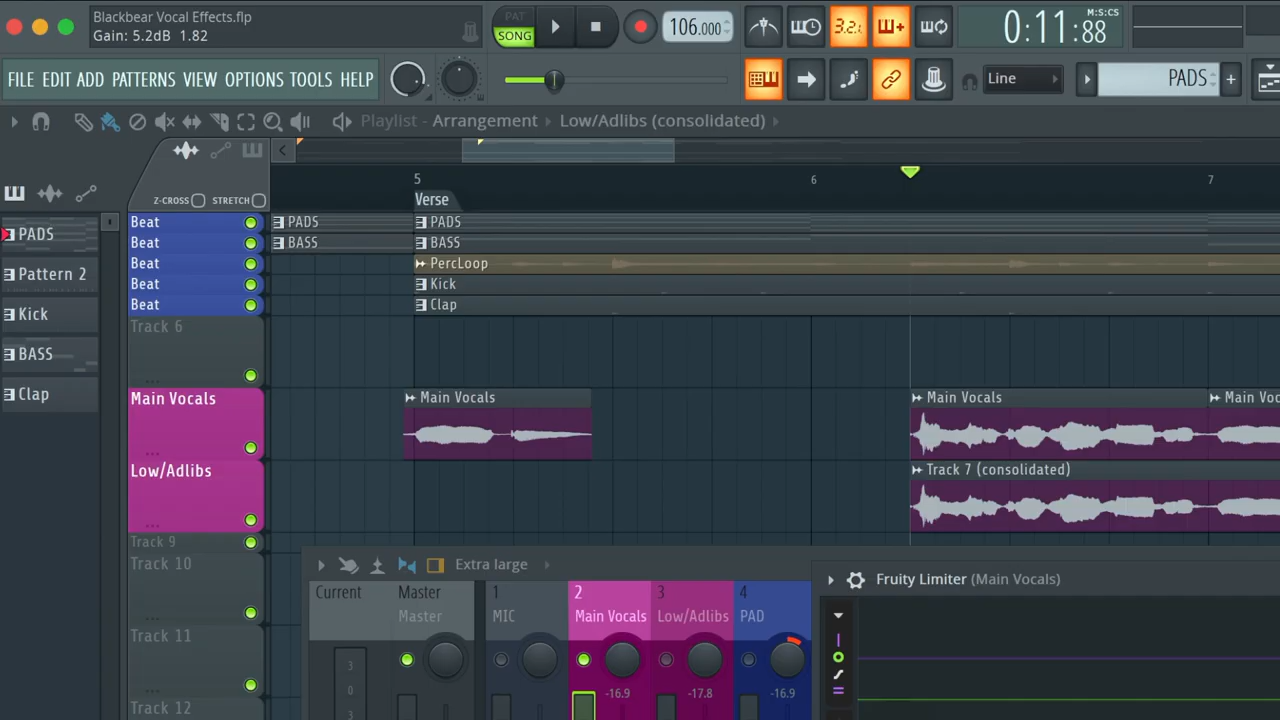 Blackbear Vocal Effects.flp
Gain: 5.2dB 1.82
PAT
SONG
106.000
3.2.
M:S:CS
0:11:88
FILE EDIT ADD PATTERNS VIEW OPTIONS TOOLS HELP
Line
PADS
Playlist - Arrangement › Low/Adlibs (consolidated) ›
Z-CROSS
STRETCH
5
6
7
Verse
PADS
Pattern 2
Kick
BASS
Clap
Beat
PADS
PADS
Beat
BASS
BASS
Beat
PercLoop
Beat
Kick
Beat
Clap
Track 6
Main Vocals
Main Vocals
Main Vocals
Main Voc
Low/Adlibs
Track 7 (consolidated)
Track 9
Track 10
Track 11
Track 12
Extra large
Current
Master
Master
1
MIC
2
Main Vocals
3
Low/Adlibs
4
PAD
3
0
3
-16.9
-17.8
-16.9
Fruity Limiter (Main Vocals)